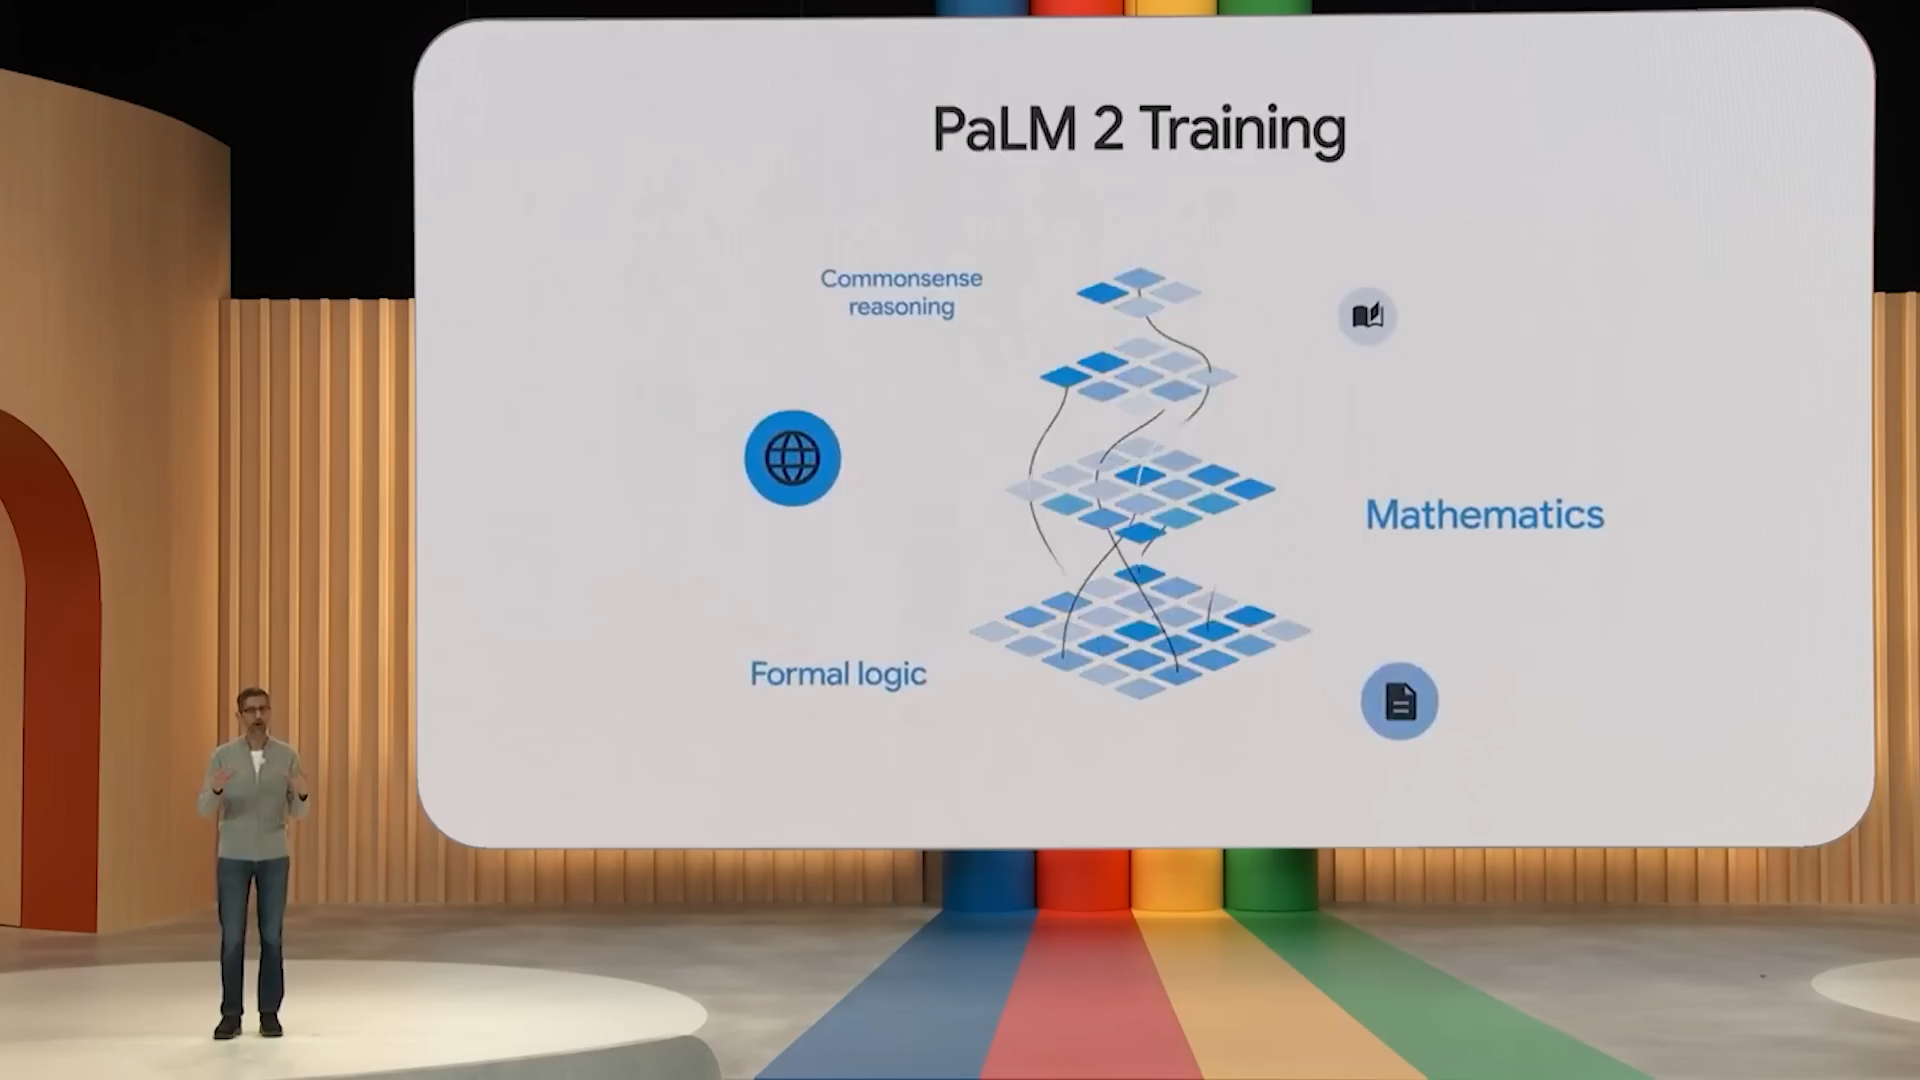 PaLM 2 Training
Commonsense
reasoning
Mathematics
Formal logic